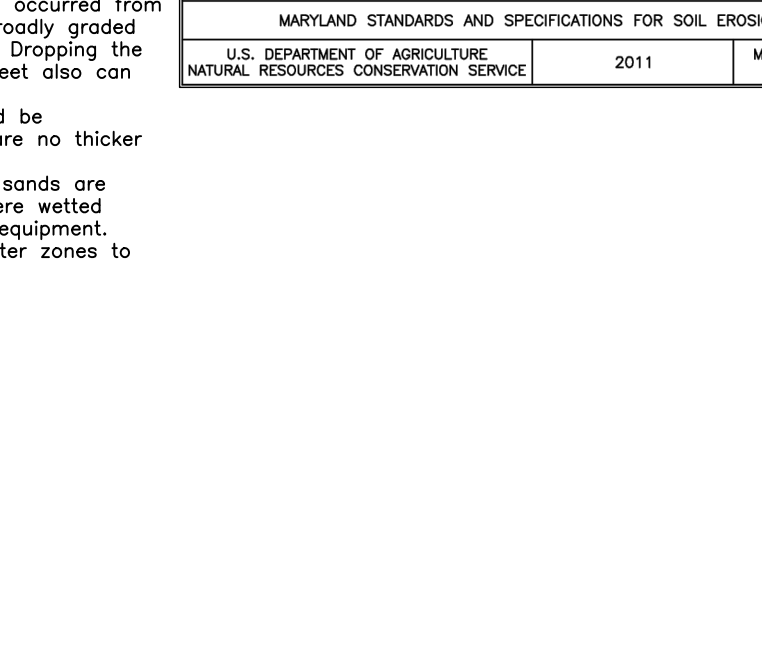 occurred from
roadly graded
Dropping the
eet also can
d be
are no thicker
sands are
ere wetted
equipment.
ter zones to
MARYLAND STANDARDS AND SPECIFICATIONS FOR SOIL EROSI
U.S. DEPARTMENT OF AGRICULTURE
NATURAL RESOURCES CONSERVATION SERVICE
2011
M